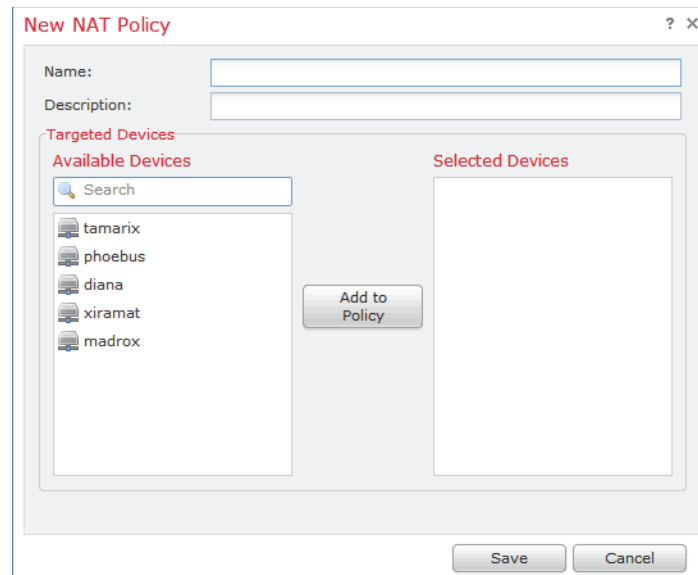 New NAT Policy
?
Name:
Description:
Targeted Devices
Available Devices
Search
tamarix
phoebus
diana
xiramat
madrox
Add to
Policy
Selected Devices
Save
Cancel